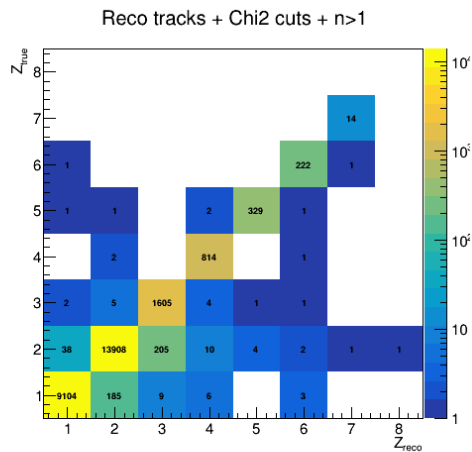 Reco tracks + Chi2 cuts + n>1
Z_true
8
7 14
6 1 222 1
5 1 1 2 329 1
4 2 814 1
3 2 5 1605 4 1 1
2 38 13908 205 10 4 2 1 1
1 9104 185 9 6 3
1 2 3 4 5 6 7 8
Z_reco
10^4
10^3
10^2
10
1